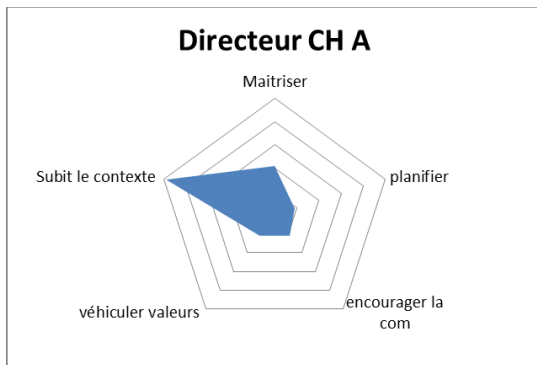 Directeur CH A
Maitriser
planifier
encourager la
com
véhiculer valeurs
Subit le contexte